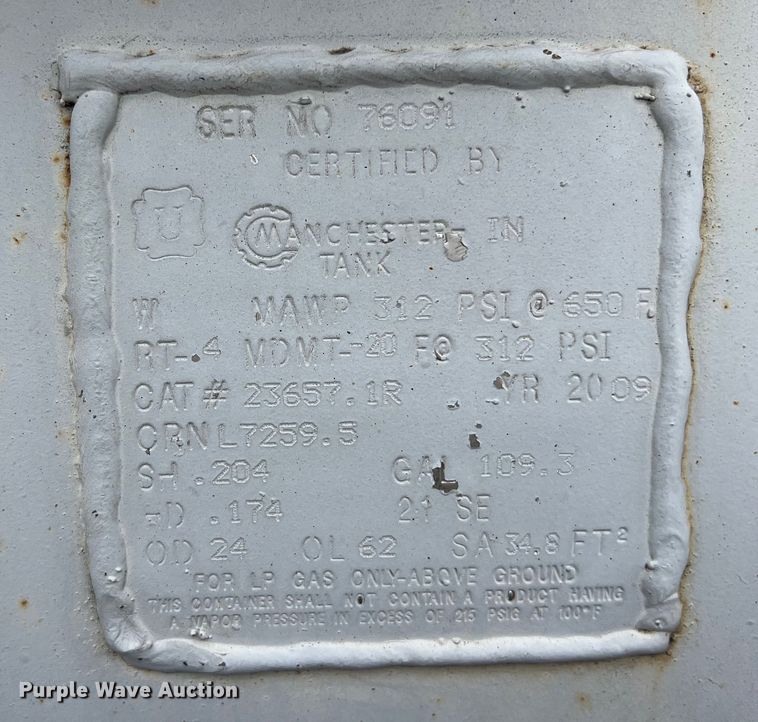 SER NO 76091
CERTIFIED BY
U
MANCHESTER- IN
TANK
W MAWP 312 PSI @ 650 F
RT-4 MDMT--20 F@ 312 PSI
CAT# 23657.1R YR 2009
CRN L7259.5
SH .204 GAL 109.3
HD .174 21 SE
OD 24 OL 62 SA 34.8 FT²
FOR LP GAS ONLY-ABOVE GROUND
THIS CONTAINER SHALL NOT CONTAIN A PRODUCT HAVING
A VAPOR PRESSURE IN EXCESS OF 215 PSIG AT 100°F
Purple Wave Auction